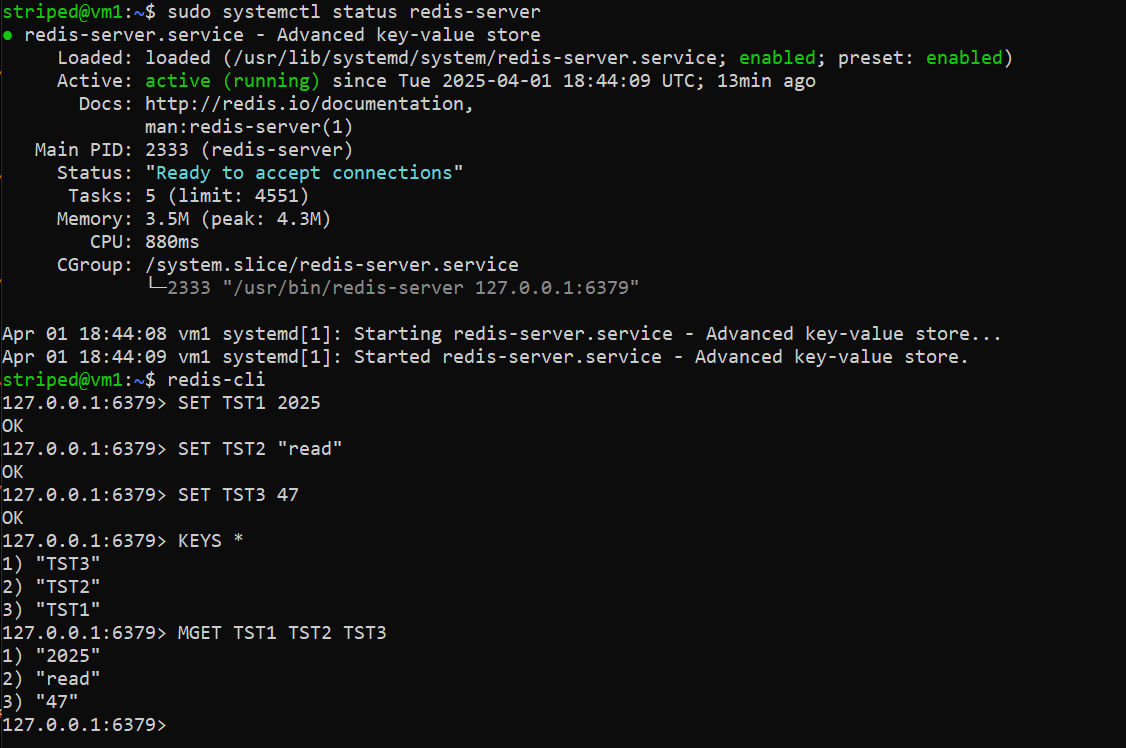 striped@vm1:~$ sudo systemctl status redis-server
● redis-server.service - Advanced key-value store
     Loaded: loaded (/usr/lib/systemd/system/redis-server.service; enabled; preset: enabled)
     Active: active (running) since Tue 2025-04-01 18:44:09 UTC; 13min ago
       Docs: http://redis.io/documentation,
             man:redis-server(1)
   Main PID: 2333 (redis-server)
     Status: "Ready to accept connections"
      Tasks: 5 (limit: 4551)
     Memory: 3.5M (peak: 4.3M)
        CPU: 880ms
     CGroup: /system.slice/redis-server.service
             └─2333 "/usr/bin/redis-server 127.0.0.1:6379"

Apr 01 18:44:08 vm1 systemd[1]: Starting redis-server.service - Advanced key-value store...
Apr 01 18:44:09 vm1 systemd[1]: Started redis-server.service - Advanced key-value store.
striped@vm1:~$ redis-cli
127.0.0.1:6379> SET TST1 2025
OK
127.0.0.1:6379> SET TST2 "read"
OK
127.0.0.1:6379> SET TST3 47
OK
127.0.0.1:6379> KEYS *
1) "TST3"
2) "TST2"
3) "TST1"
127.0.0.1:6379> MGET TST1 TST2 TST3
1) "2025"
2) "read"
3) "47"
127.0.0.1:6379>